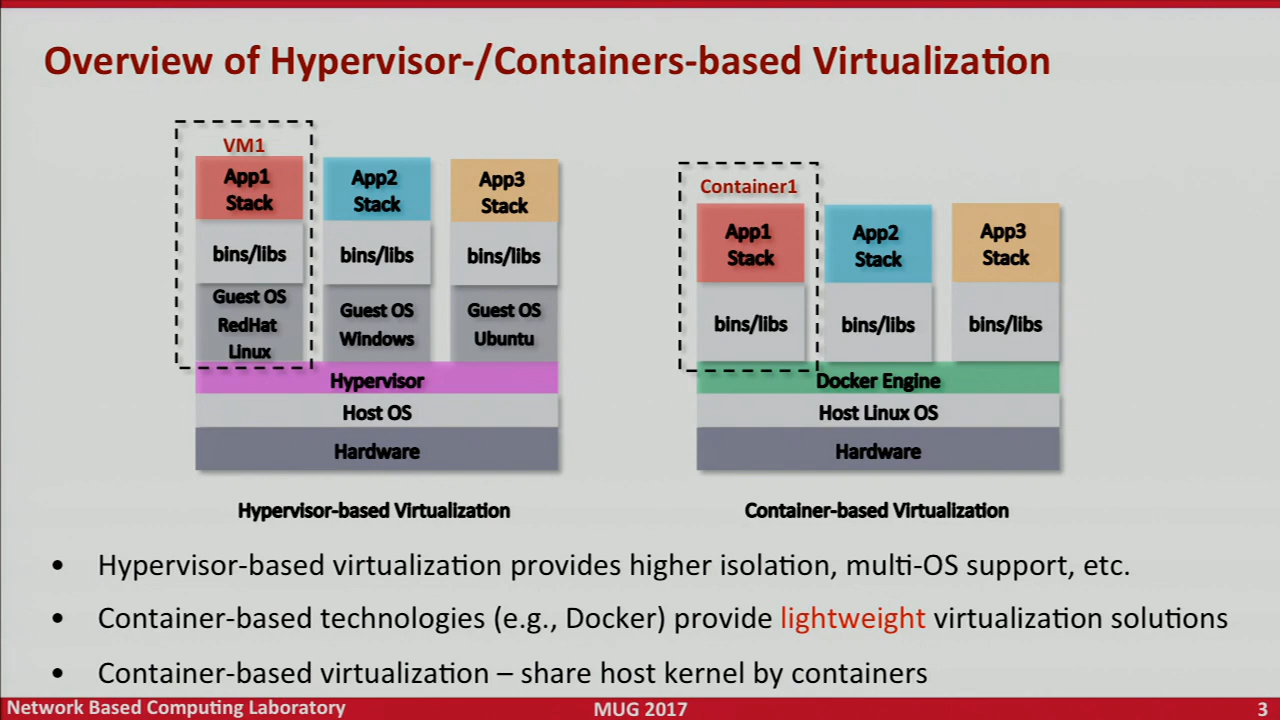 Overview of Hypervisor-/Containers-based Virtualization
VM1
App1
Stack
App2
Stack
App3
Stack
bins/libs
bins/libs
bins/libs
Guest OS
RedHat
Linux
Guest OS
Windows
Guest OS
Ubuntu
Hypervisor
Host OS
Hardware
Hypervisor-based Virtualization
Container1
App1
Stack
App2
Stack
App3
Stack
bins/libs
bins/libs
bins/libs
Docker Engine
Host Linux OS
Hardware
Container-based Virtualization
• Hypervisor-based virtualization provides higher isolation, multi-OS support, etc.
• Container-based technologies (e.g., Docker) provide lightweight virtualization solutions
• Container-based virtualization – share host kernel by containers
Network Based Computing Laboratory
MUG 2017
3